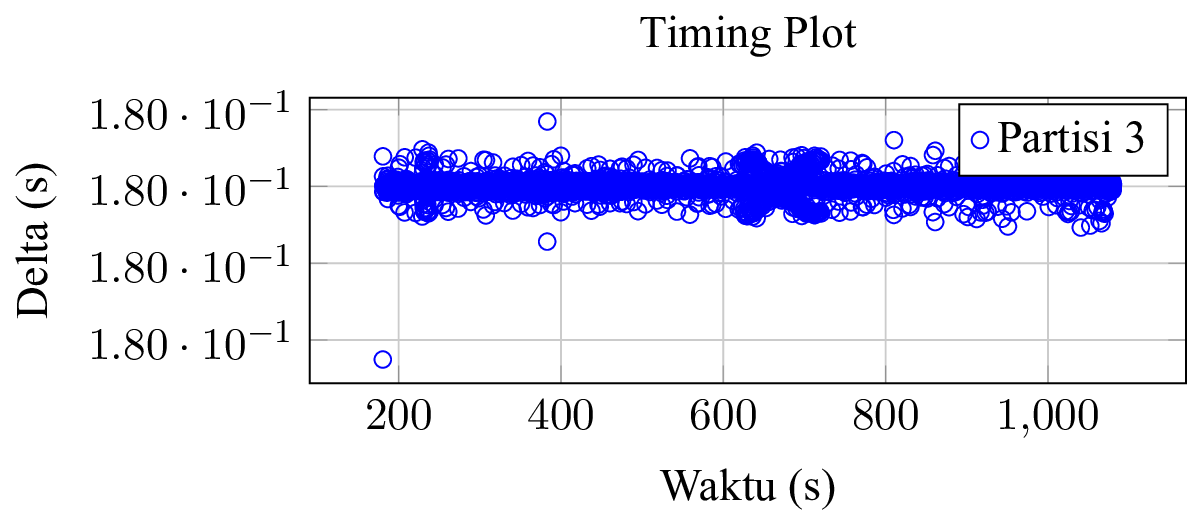 Timing Plot
Delta (s)
1.80 · 10⁻¹
1.80 · 10⁻¹
1.80 · 10⁻¹
1.80 · 10⁻¹
Partisi 3
200 400 600 800 1,000
Waktu (s)